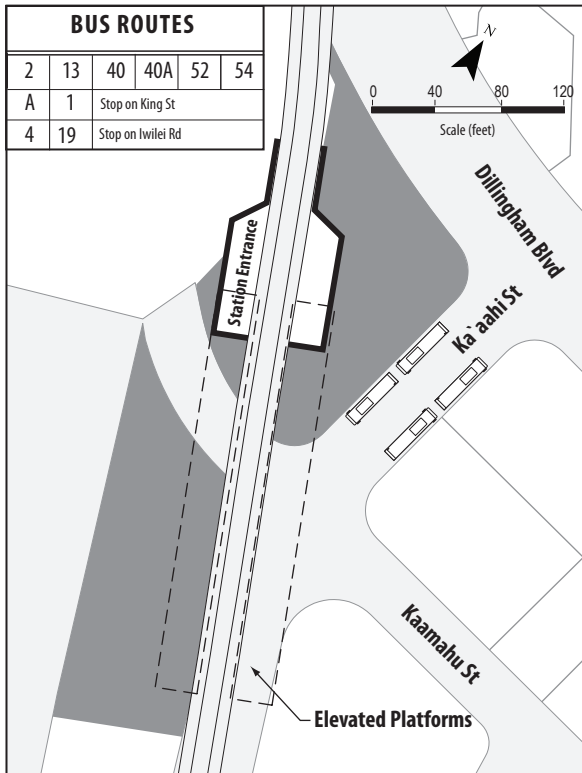 BUS ROUTES
2 13 40 40A 52 54
A 1 Stop on King St
4 19 Stop on Iwilei Rd
N
0 40 80 120
Scale (feet)
Dillingham Blvd
Station Entrance
Ka`aahi St
Kaamahu St
Elevated Platforms